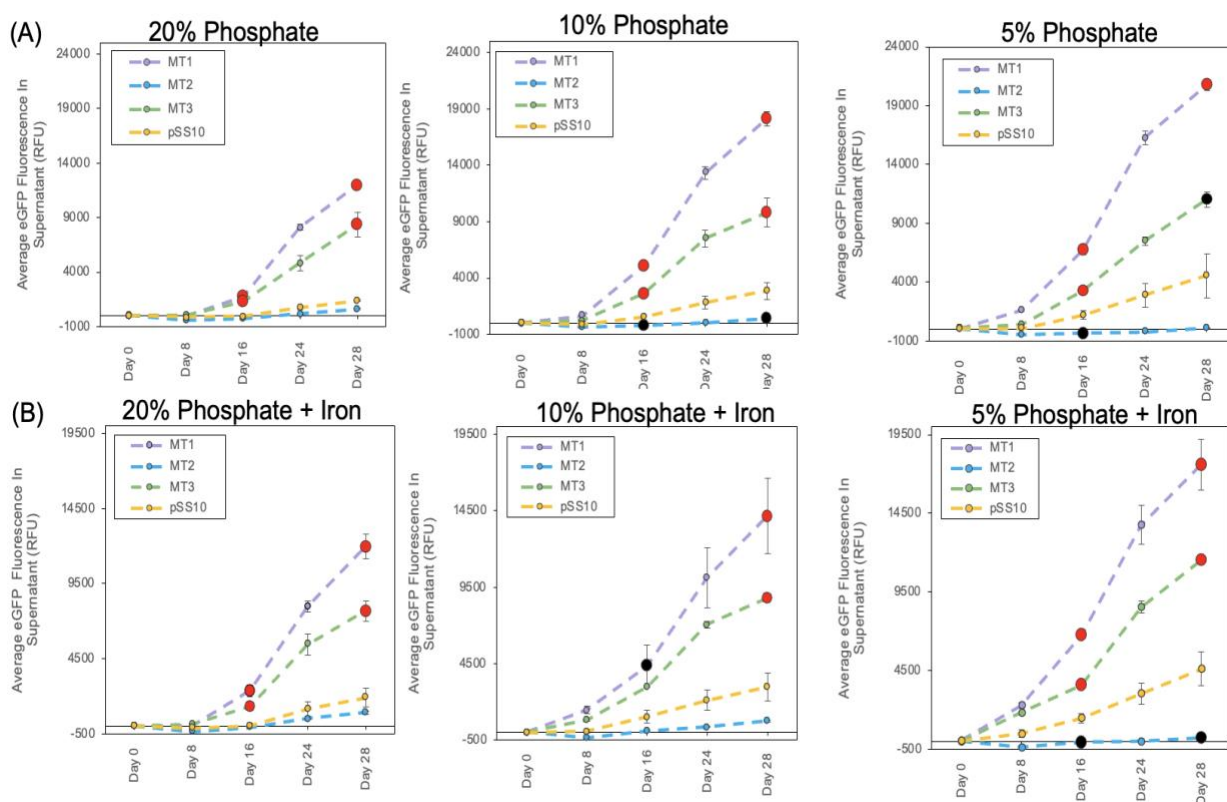 (A)
20% Phosphate
10% Phosphate
5% Phosphate
Average eGFP Fluorescence In
Supernatant (RFU)
24000
19000
14000
9000
4000
-1000
MT1
MT2
MT3
pSS10
Day 0
Day 8
Day 16
Day 24
Day 28
Average eGFP Fluorescence In
Supernatant (RFU)
24000
19000
14000
9000
4000
-1000
MT1
MT2
MT3
pSS10
Day 0
Day 8
Day 16
Day 24
Day 28
Average eGFP Fluorescence In
Supernatant (RFU)
24000
19000
14000
9000
4000
-1000
MT1
MT2
MT3
pSS10
Day 0
Day 8
Day 16
Day 24
Day 28
(B)
20% Phosphate + Iron
10% Phosphate + Iron
5% Phosphate + Iron
Average eGFP Fluorescence In
Supernatant (RFU)
19500
14500
9500
4500
-500
MT1
MT2
MT3
pSS10
Day 0
Day 8
Day 16
Day 24
Day 28
Average eGFP Fluorescence In
Supernatant (RFU)
19500
14500
9500
4500
-500
MT1
MT2
MT3
pSS10
Day 0
Day 8
Day 16
Day 24
Day 28
Average eGFP Fluorescence In
Supernatant (RFU)
19500
14500
9500
4500
-500
MT1
MT2
MT3
pSS10
Day 0
Day 8
Day 16
Day 24
Day 28